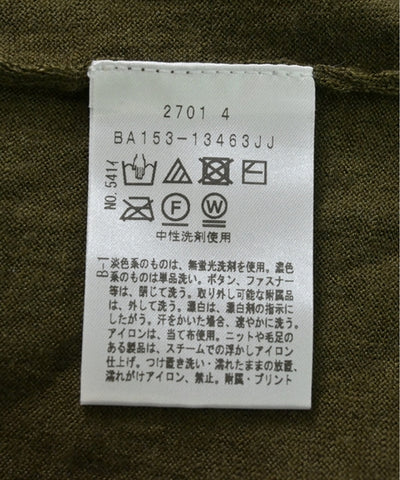 2701 4
BA153-13463JJ
NO.5414
F W
中性洗剤使用
B-1
淡色系のものは、無蛍光洗剤を使用。濃色
系のものは単品洗い。ボタン、ファスナー
等は、閉じて洗う。取り外し可能な附属品
は、外して洗う。漂白は、漂白剤の指示に
したがう。汗をかいた場合、速やかに洗う。
アイロンは、当て布使用。ニットや毛足の
ある製品は、スチームでの浮かしアイロン
仕上げ。つけ置き洗い・濡れたままの放置、
濡れがけアイロン、禁止。附属・プリント